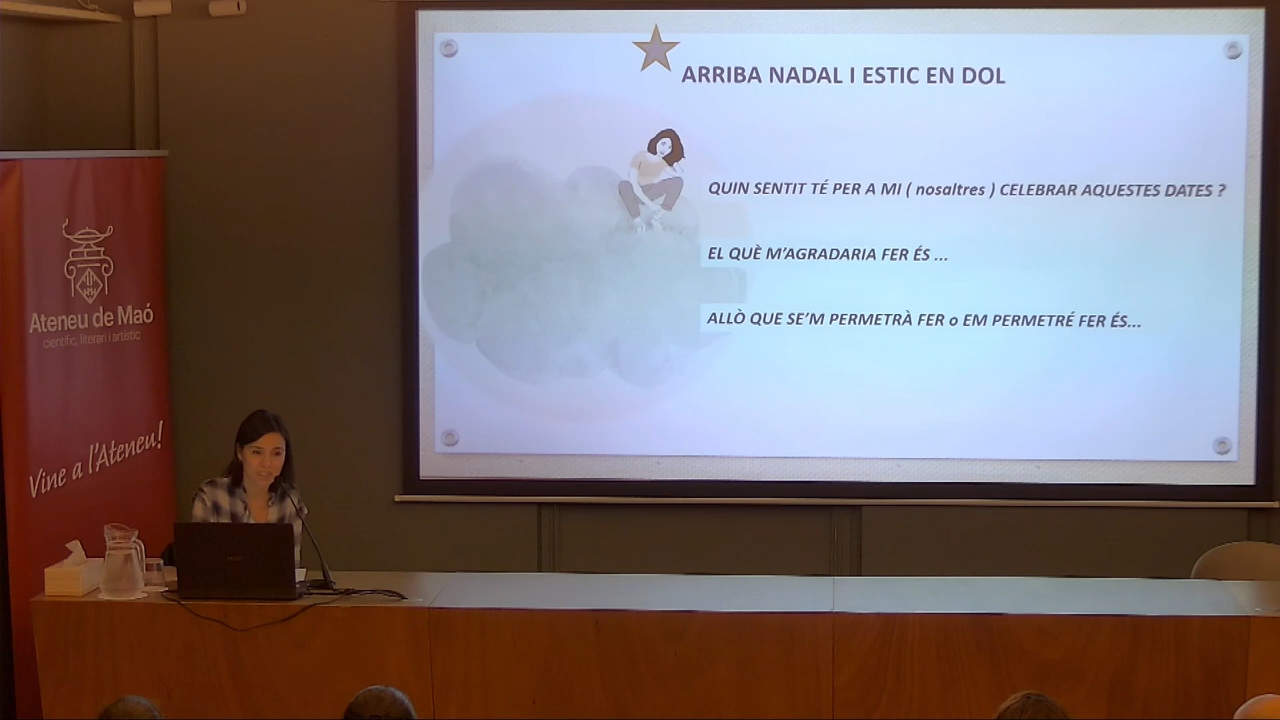 ARRIBA NADAL I ESTIC EN DOL
QUIN SENTIT TÉ PER A MI ( nosaltres ) CELEBRAR AQUESTES DATES ?
EL QUÈ M'AGRADARIA FER ÉS ...
ALLÒ QUE SE'M PERMETRÀ FER o EM PERMETRÉ FER ÉS...
Ateneu de Maó
científic, literari i artístic
Vine a l'Ateneu!
acer